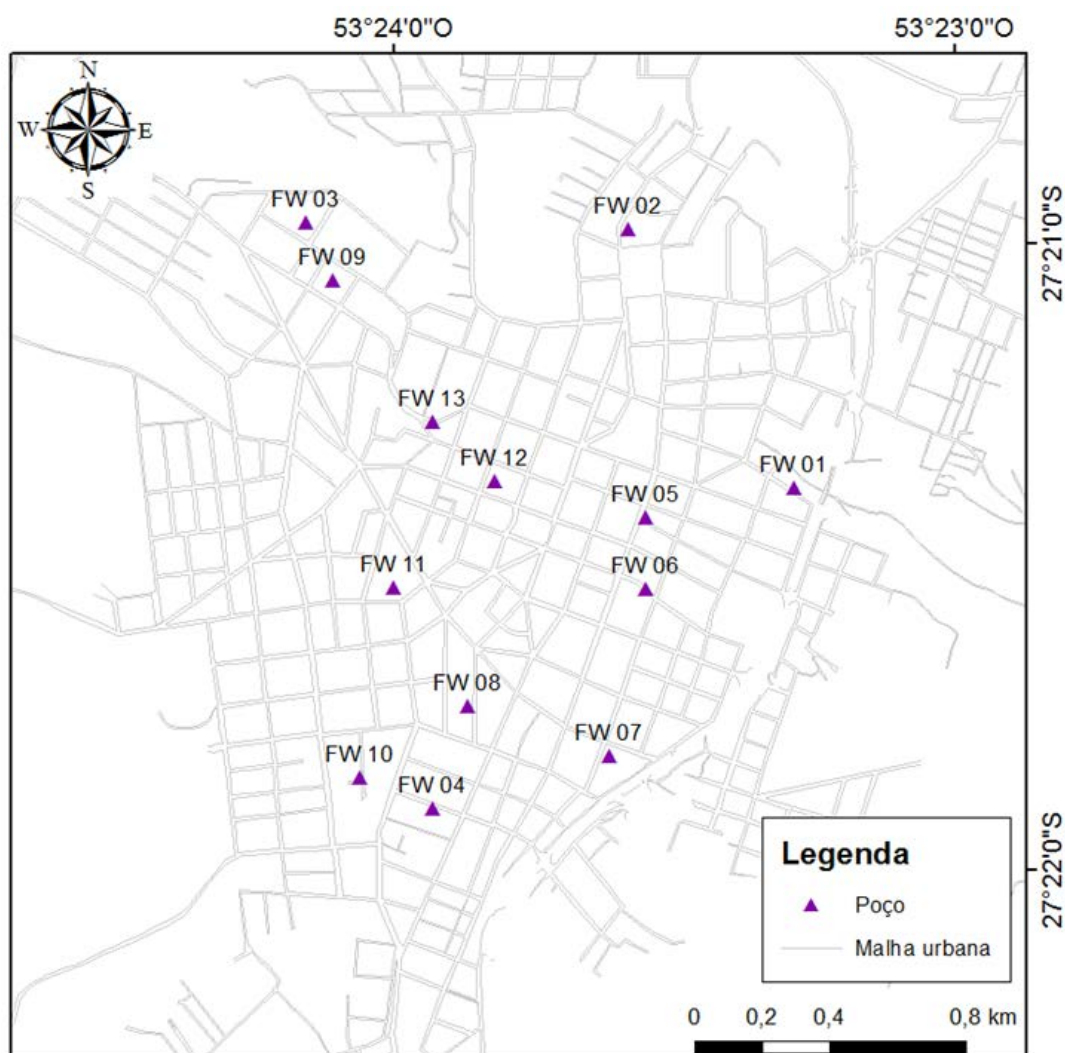 53°24'0"O
53°23'0"O
N
W
E
S
FW 03
FW 02
27°21'0"S
FW 09
FW 13
FW 12
FW 01
FW 05
FW 11
FW 06
FW 08
FW 07
FW 10
FW 04
27°22'0"S
Legenda
Poço
Malha urbana
0 0,2 0,4 0,8 km